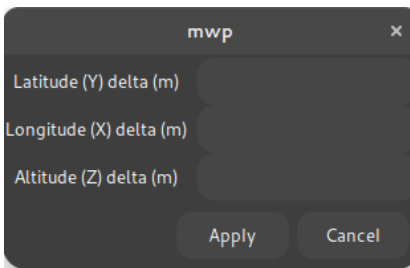 mwp
Latitude (Y) delta (m)
Longitude (X) delta (m)
Altitude (Z) delta (m)
Apply Cancel